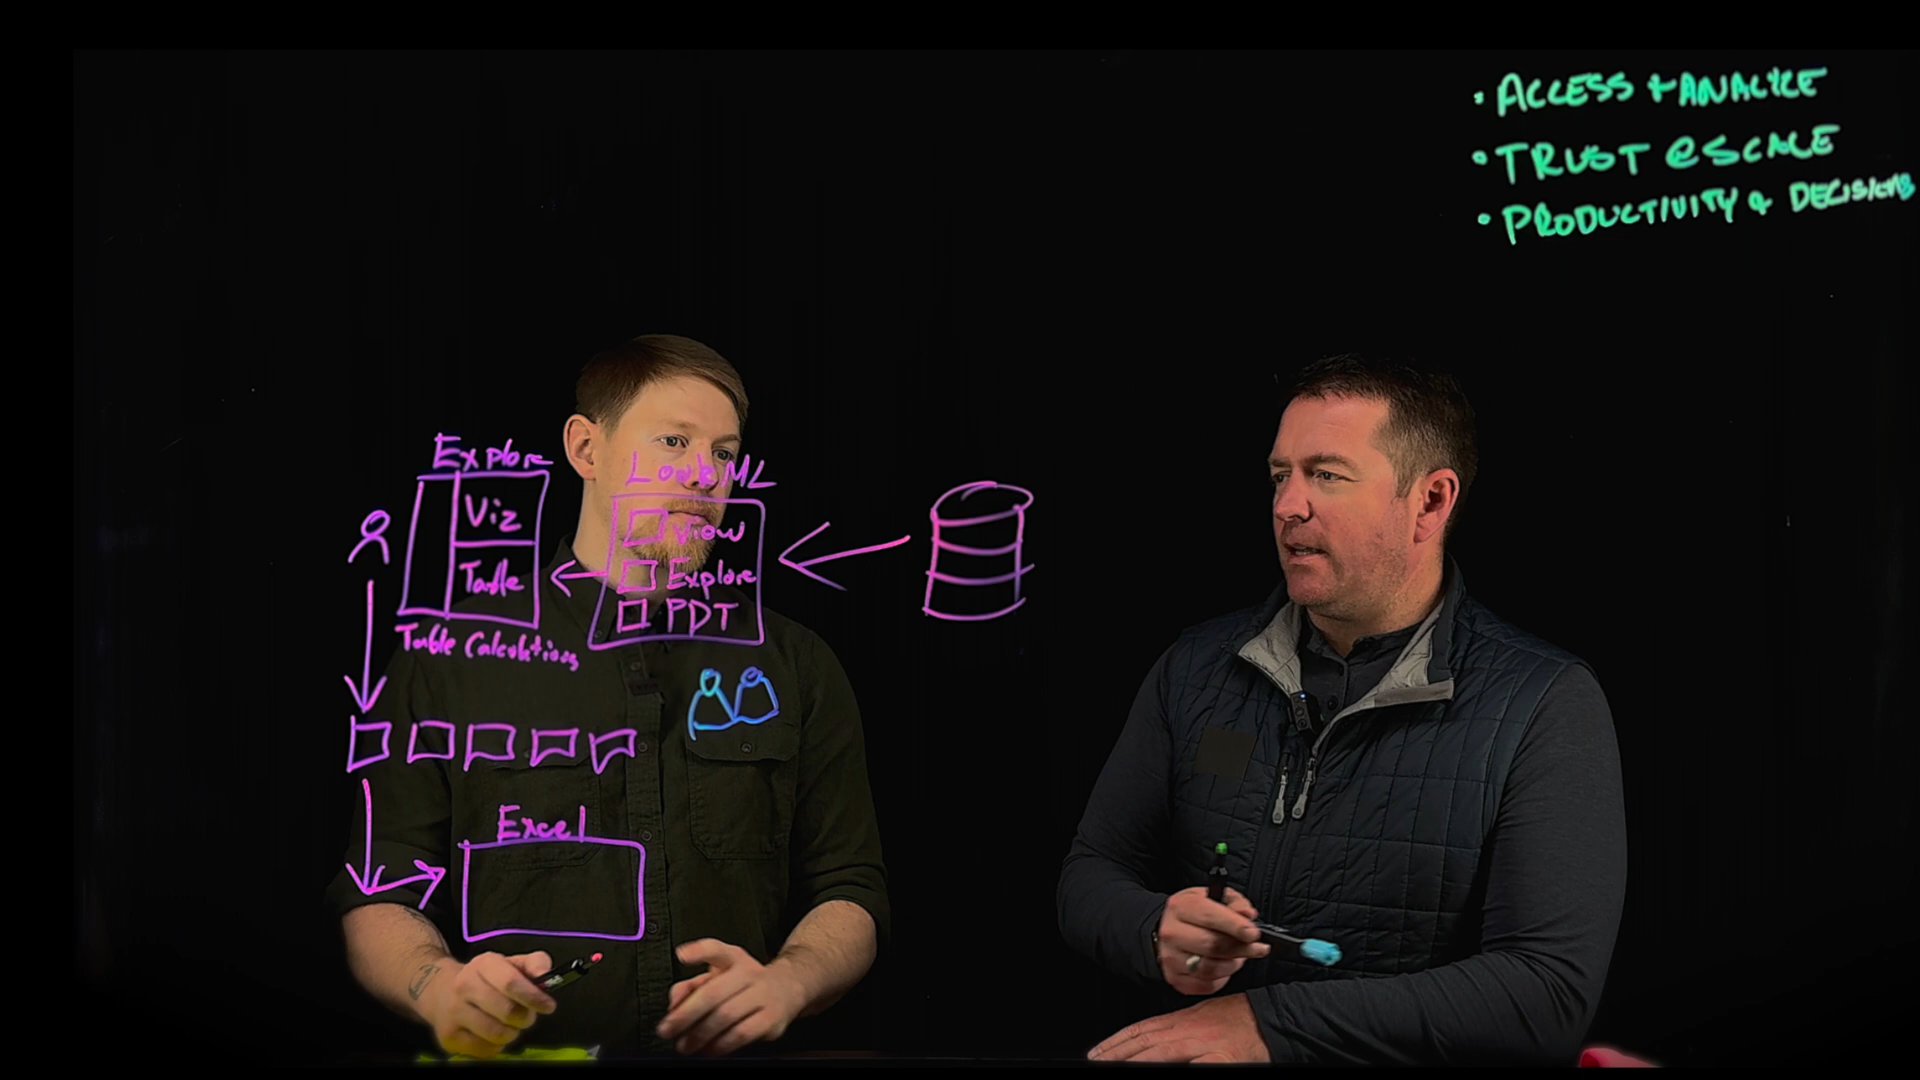 • ACCESS + ANALYZE
• TRUST @ SCALE
• PRODUCTIVITY & DECISIONS
Explore
Viz
Table
Table Calculations
LookML
View
Explore
PDT
Excel